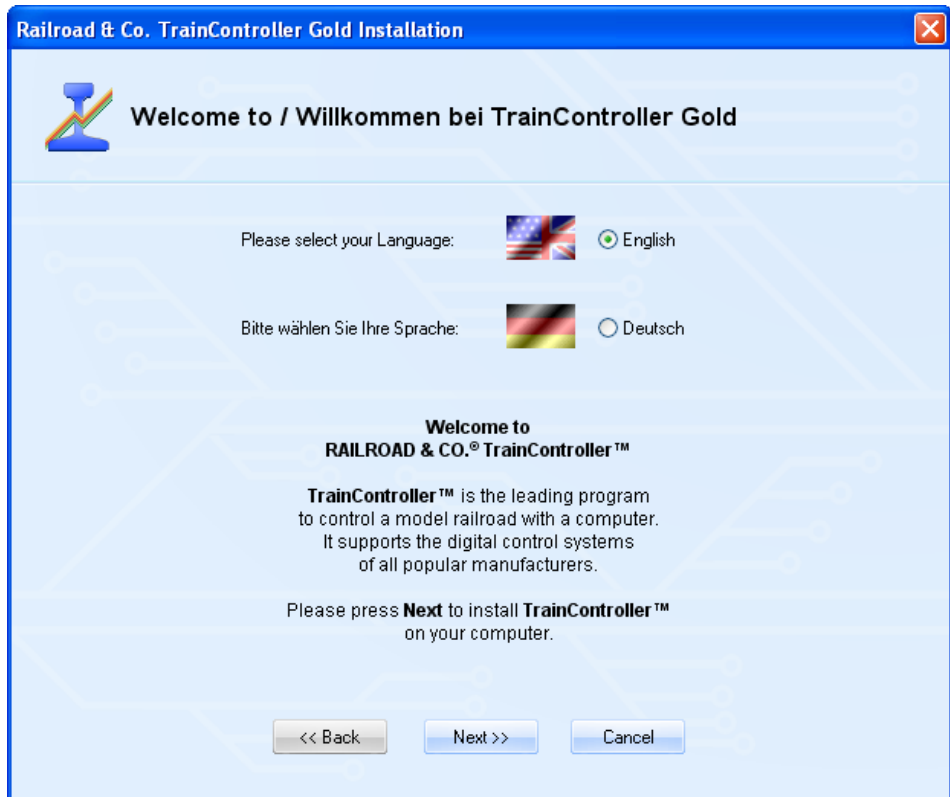 Railroad & Co. TrainController Gold Installation
Welcome to / Willkommen bei TrainController Gold
Please select your Language:
English
Bitte wählen Sie Ihre Sprache:
Deutsch
Welcome to
RAILROAD & CO.® TrainController™
TrainController™ is the leading program
to control a model railroad with a computer.
It supports the digital control systems
of all popular manufacturers.
Please press Next to install TrainController™
on your computer.
<< Back
Next >>
Cancel